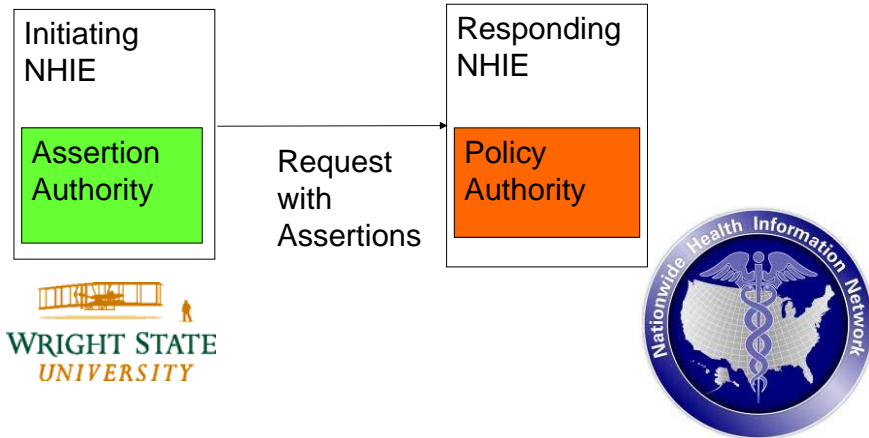 Initiating
NHIE
Assertion
Authority
Request
with
Assertions
Responding
NHIE
Policy
Authority
WRIGHT STATE
UNIVERSITY
Nationwide Health Information Network